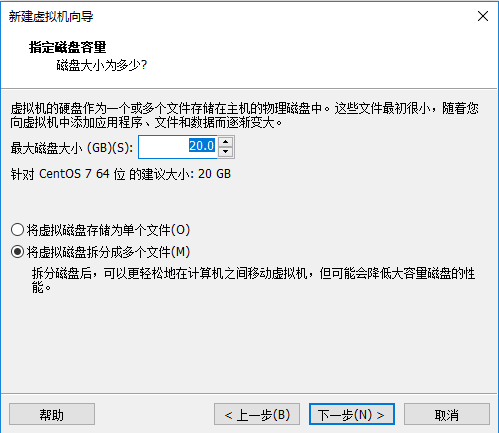 新建虚拟机向导
指定磁盘容量
磁盘大小为多少?
虚拟机的硬盘作为一个或多个文件存储在主机的物理磁盘中。这些文件最初很小，随着您
向虚拟机中添加应用程序、文件和数据而逐渐变大。
最大磁盘大小 (GB)(S): 20.0
针对 CentOS 7 64 位 的建议大小: 20 GB
将虚拟磁盘存储为单个文件(O)
将虚拟磁盘拆分成多个文件(M)
拆分磁盘后，可以更轻松地在计算机之间移动虚拟机，但可能会降低大容量磁盘的性
能。
帮助 < 上一步(B) 下一步(N) > 取消